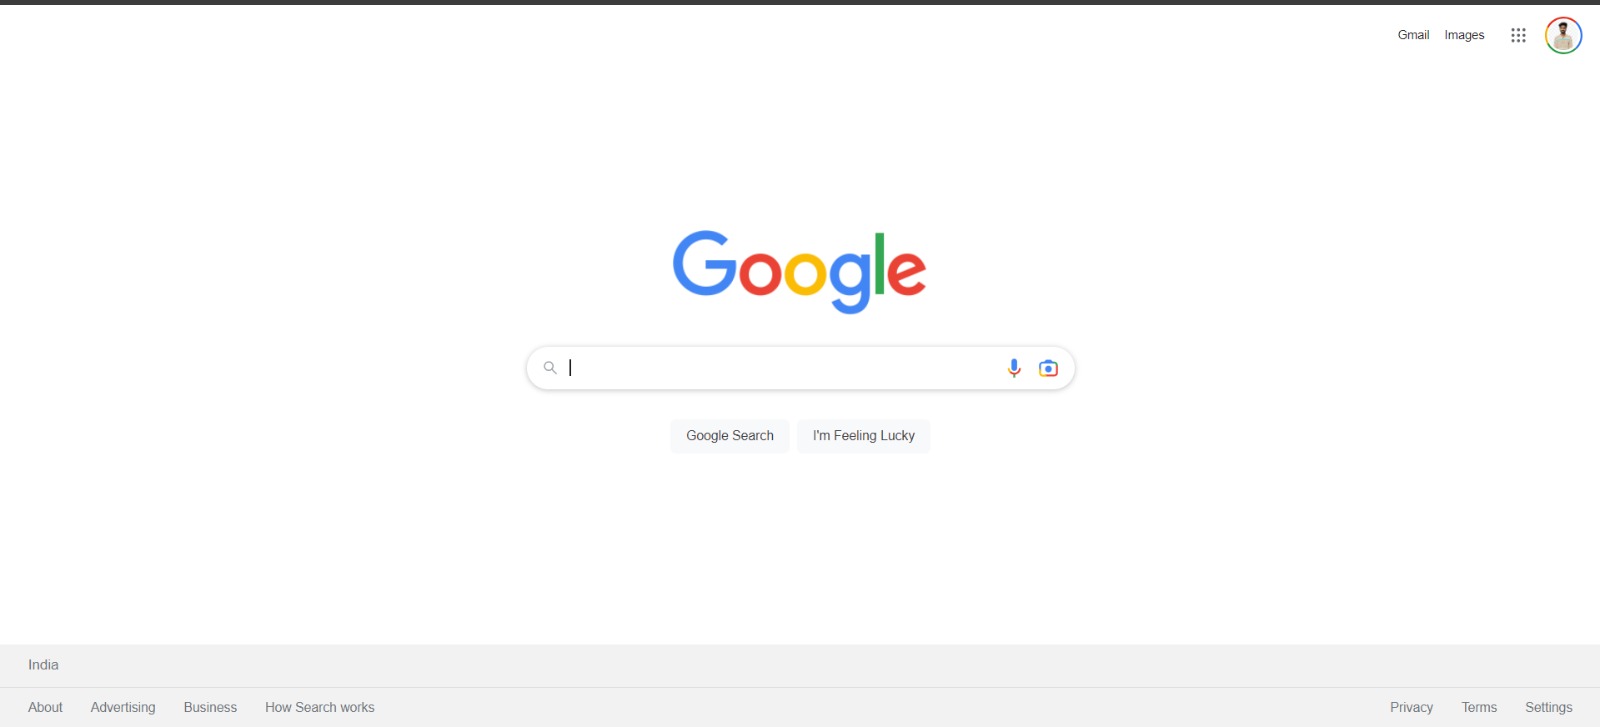 Gmail Images
Google
Google Search I'm Feeling Lucky
India
About Advertising Business How Search works Privacy Terms Settings